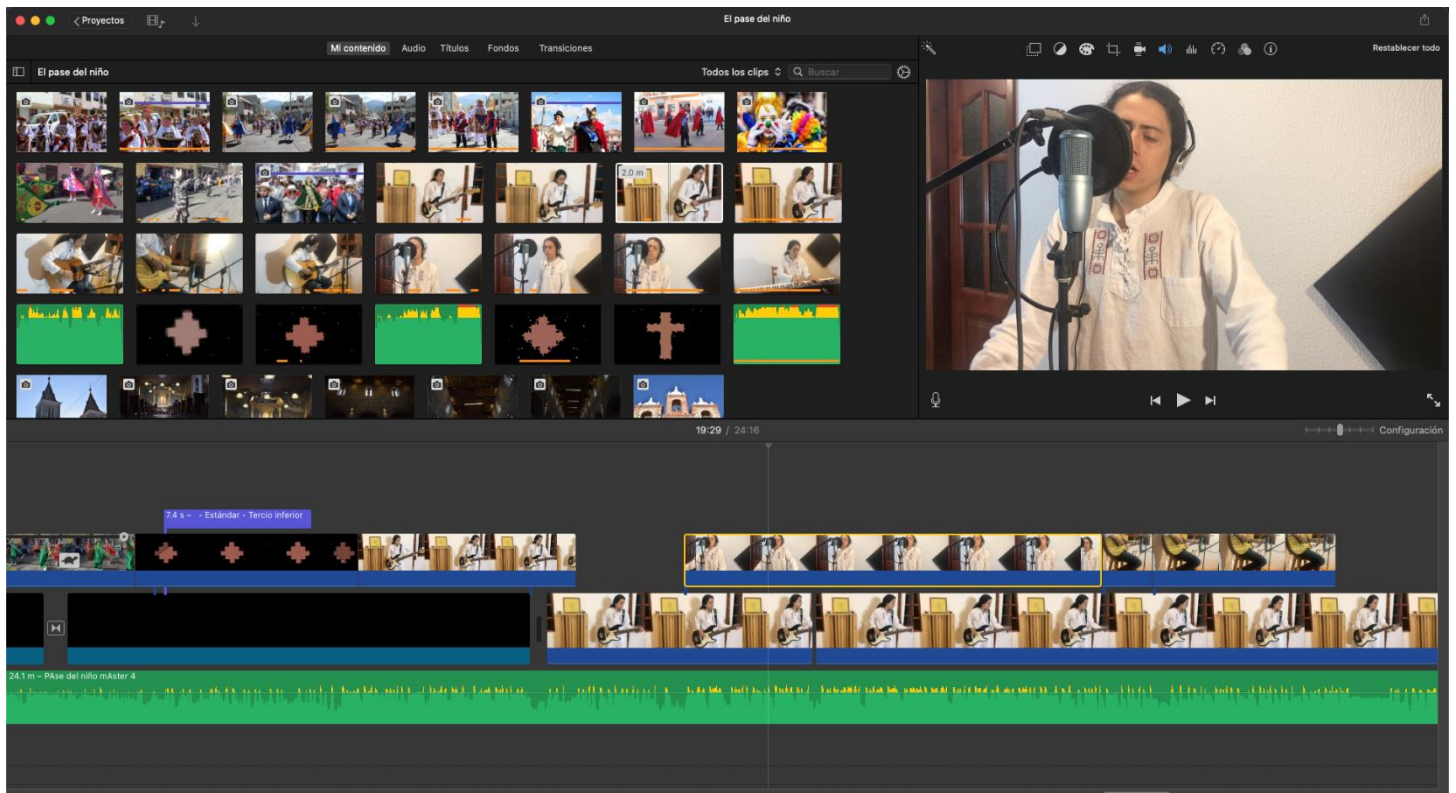 Proyectos
El pase del niño
Mi contenido Audio Títulos Fondos Transiciones
Restablecer todo
El pase del niño
Todos los clips
Buscar
2.0 m
19:29 / 24:16
Configuración
7.4 s – - Estándar - Tercio inferior
24.1 m – PAse del niño mAster 4